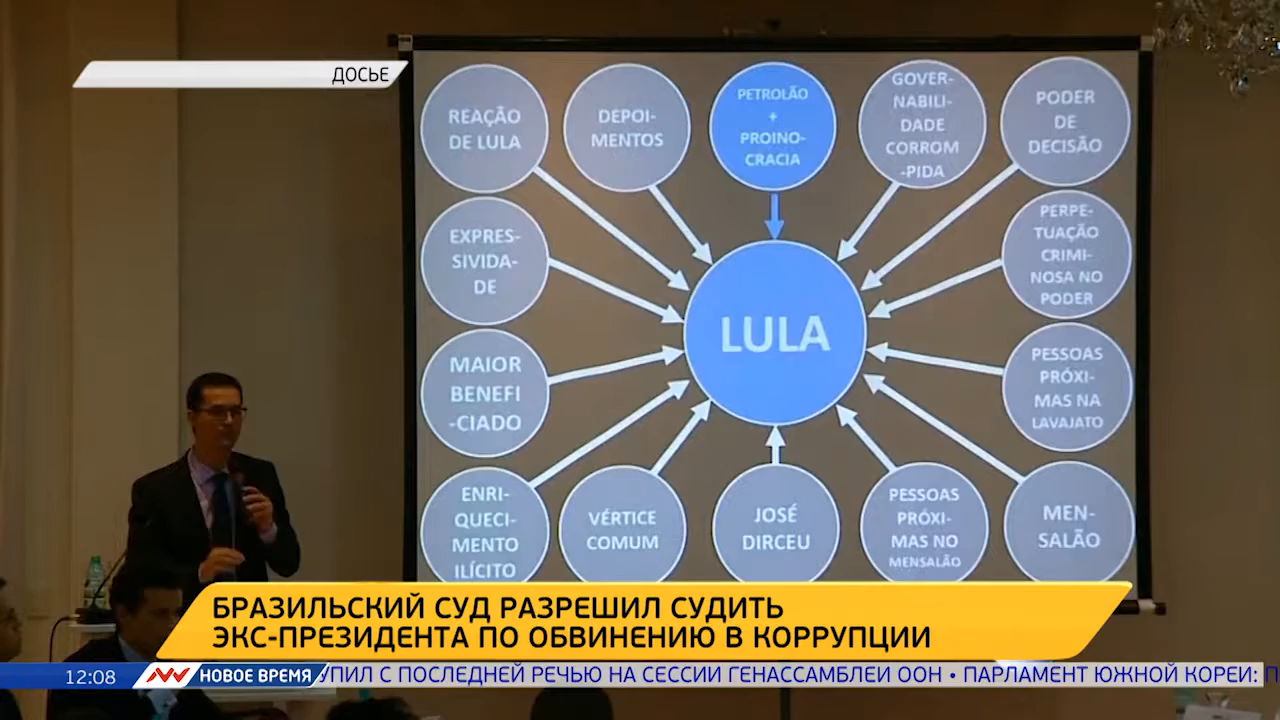 ДОСЬЕ
REAÇÃO
DE LULA
DEPOI-
MENTOS
PETROLÃO
+
PROINO-
CRACIA
GOVER-
NABILI-
DADE
CORROM
-PIDA
PODER
DE
DECISÃO
EXPRES-
SIVIDA-
DE
PERPE-
TUAÇÃO
CRIMI-
NOSA NO
PODER
LULA
MAIOR
BENEFI
-CIADO
PESSOAS
PRÓXI-
MAS NA
LAVAJATO
ENRI-
QUECI-
MENTO
ILÍCITO
VÉRTICE
COMUM
JOSÉ
DIRCEU
PESSOAS
PRÓXI-
MAS NO
MENSALÃO
MEN-
SALÃO
БРАЗИЛЬСКИЙ СУД РАЗРЕШИЛ СУДИТЬ
ЭКС-ПРЕЗИДЕНТА ПО ОБВИНЕНИЮ В КОРРУПЦИИ
12:08 НОВОЕ ВРЕМЯ УПИЛ С ПОСЛЕДНЕЙ РЕЧЬЮ НА СЕССИИ ГЕНАССАМБЛЕИ ООН • ПАРЛАМЕНТ ЮЖНОЙ КОРЕИ: